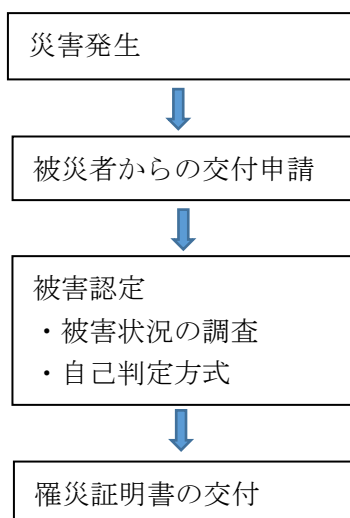 災害発生
被災者からの交付申請
被害認定
・被害状況の調査
・自己判定方式
罹災証明書の交付